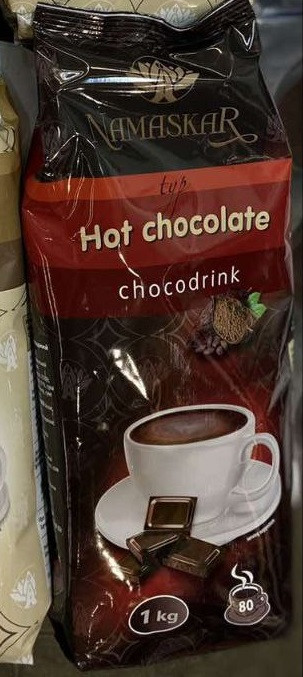 NAMASKAR
typ
Hot chocolate
chocodrink
1 kg
80